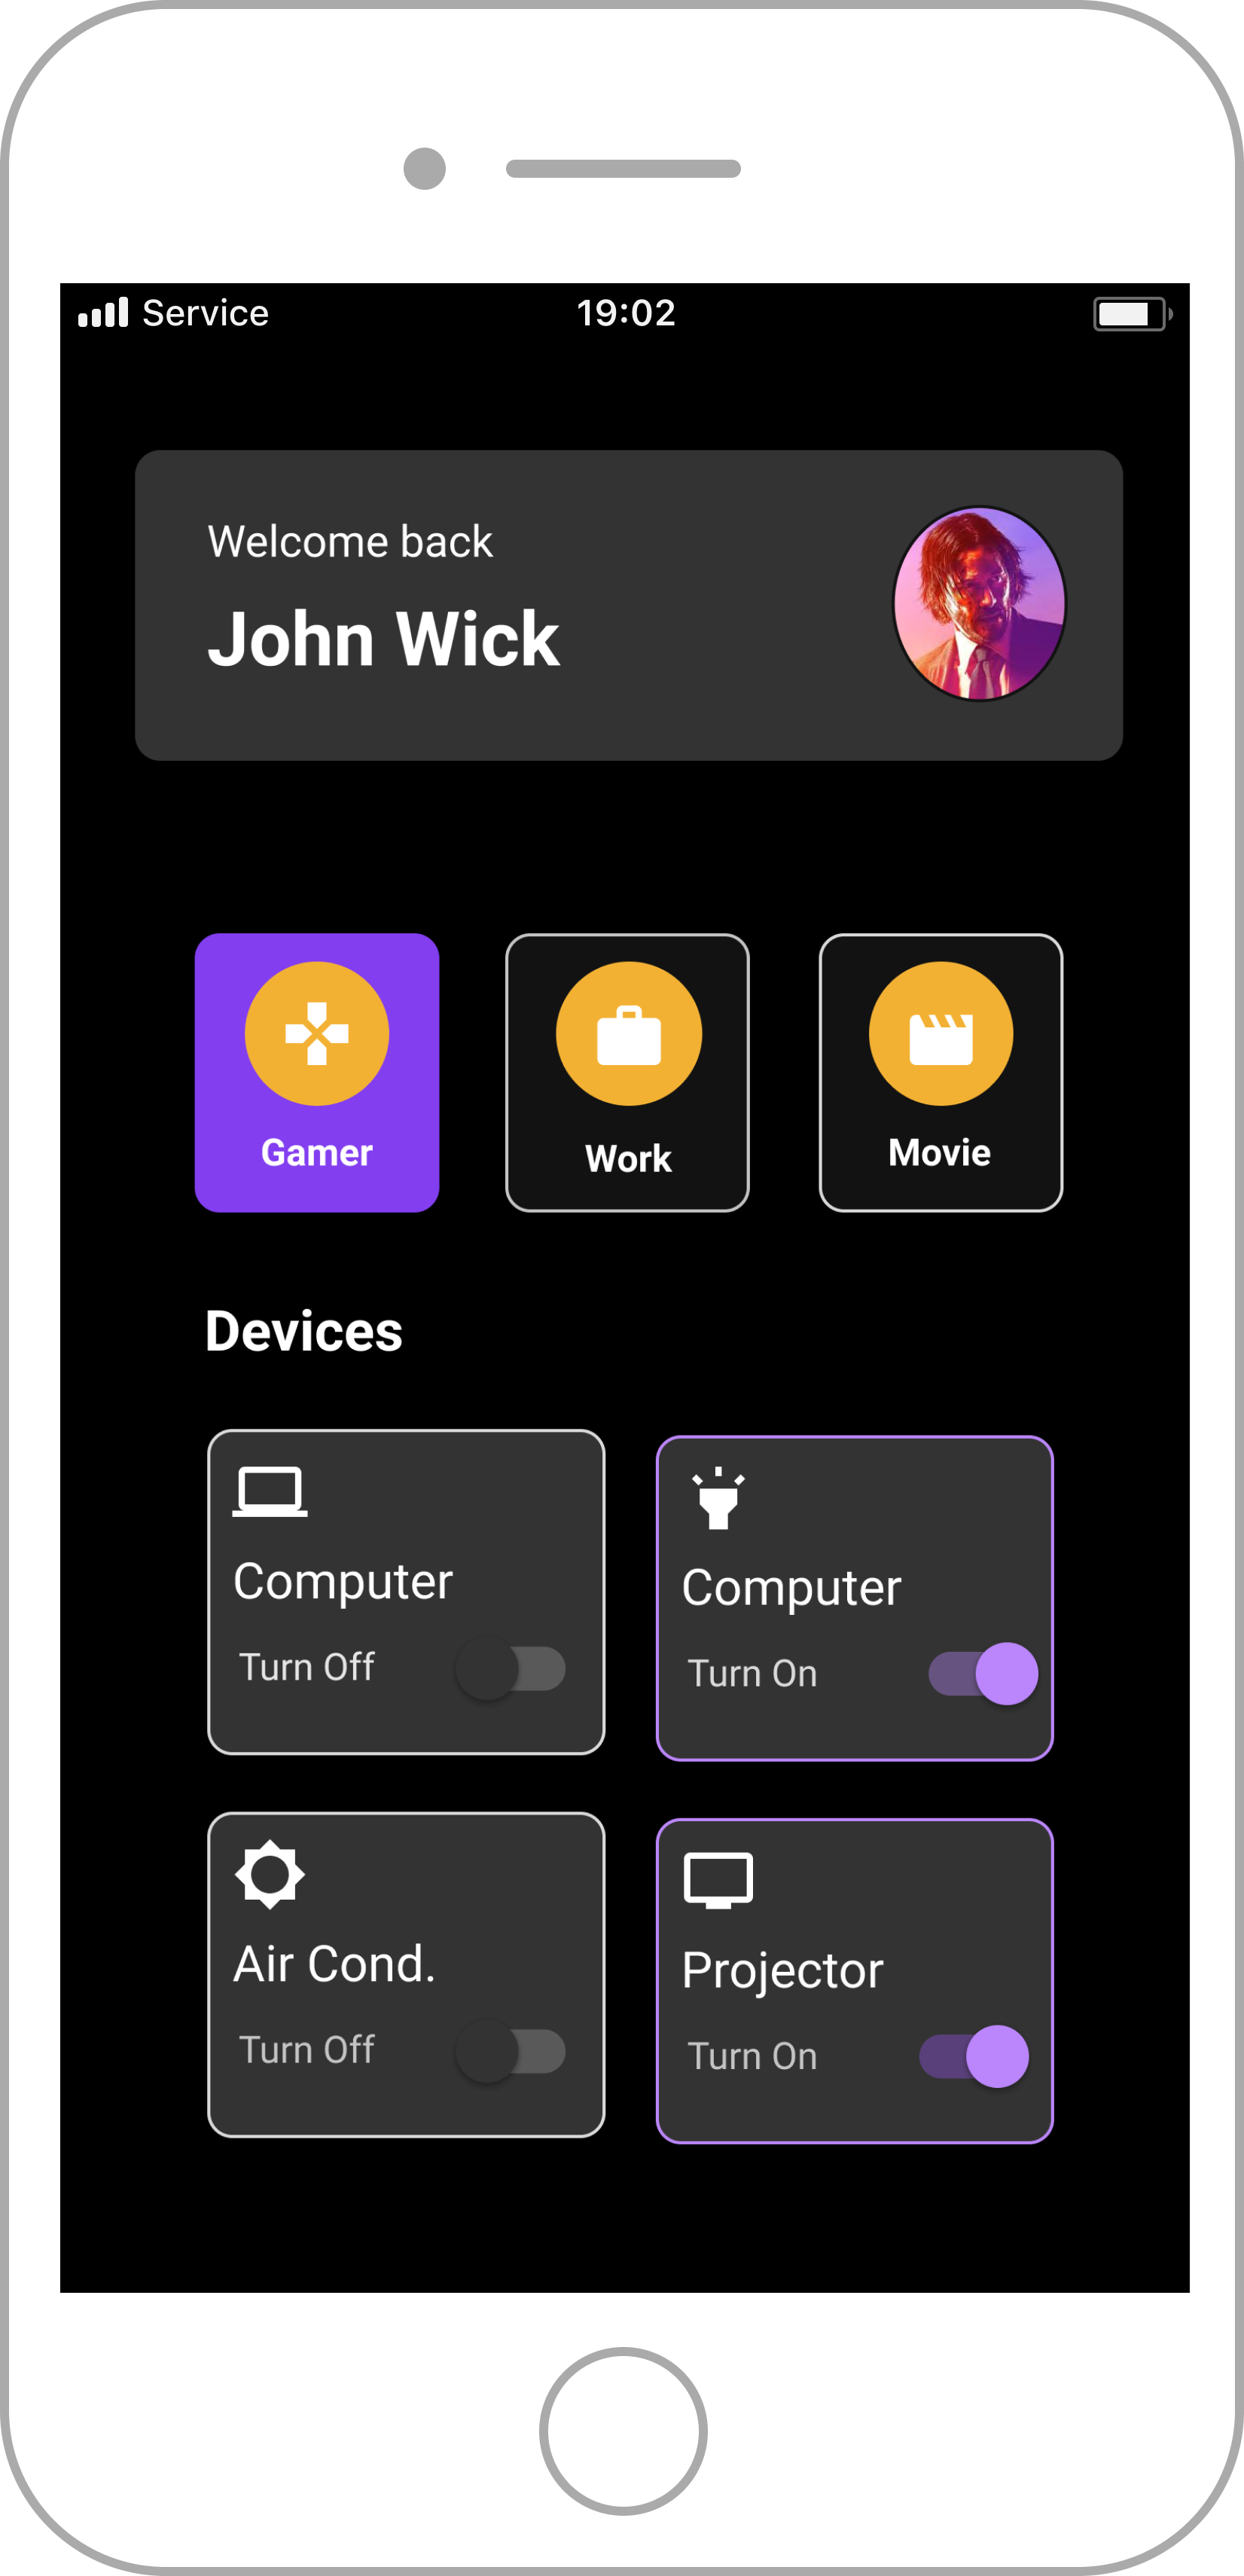 Service 19:02
Welcome back
John Wick
Gamer Work Movie
Devices
Computer
Turn Off
Computer
Turn On
Air Cond.
Turn Off
Projector
Turn On